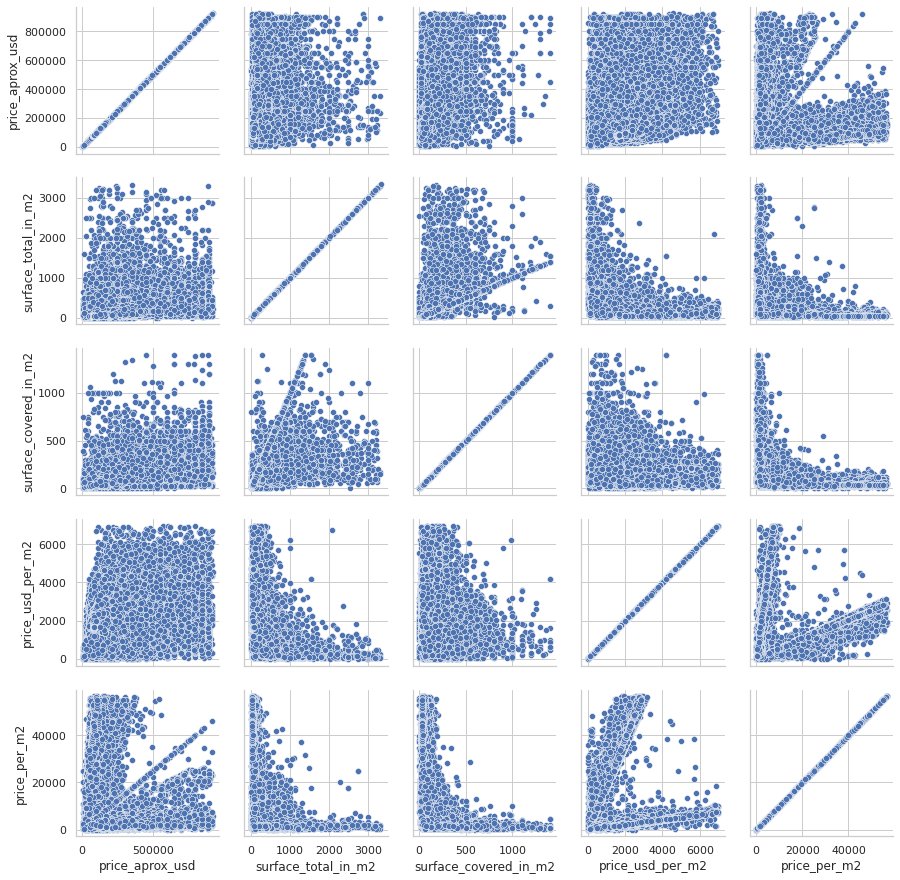 price_aprox_usd
800000
600000
400000
200000
0
surface_total_in_m2
3000
2000
1000
0
surface_covered_in_m2
1000
500
0
price_usd_per_m2
6000
4000
2000
0
price_per_m2
40000
20000
0
0 500000
0 1000 2000 3000
0 500 1000
0 2000 4000 6000
0 20000 40000
price_aprox_usd
surface_total_in_m2
surface_covered_in_m2
price_usd_per_m2
price_per_m2